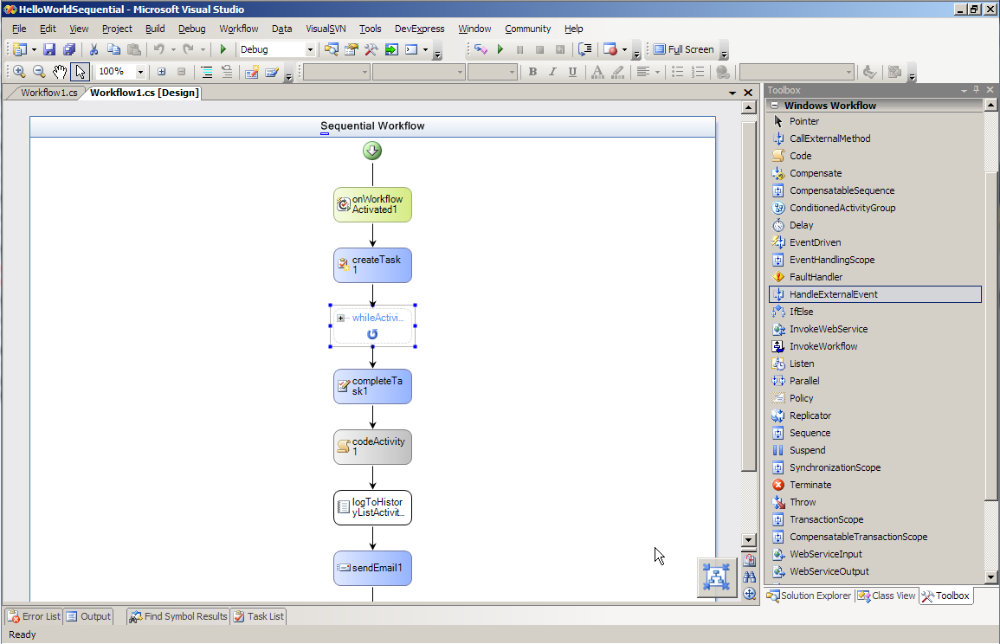 HelloWorldSequential - Microsoft Visual Studio
File Edit View Project Build Debug Workflow Data VisualSVN Tools DevExpress Window Community Help
Debug
Full Screen
100% B I U A
Workflow1.cs Workflow1.cs [Design]
Toolbox
Windows Workflow
Sequential Workflow
onWorkflow
Activated1
createTask
1
whileActivi...
completeTa
sk1
codeActivity
1
logToHistor
yListActivit...
sendEmail1
Pointer
CallExternalMethod
Code
Compensate
CompensatableSequence
ConditionedActivityGroup
Delay
EventDriven
EventHandlingScope
FaultHandler
HandleExternalEvent
IfElse
InvokeWebService
InvokeWorkflow
Listen
Parallel
Policy
Replicator
Sequence
Suspend
SynchronizationScope
Terminate
Throw
TransactionScope
CompensatableTransactionScope
WebServiceInput
WebServiceOutput
Solution Explorer Class View Toolbox
Error List Output Find Symbol Results Task List
Ready